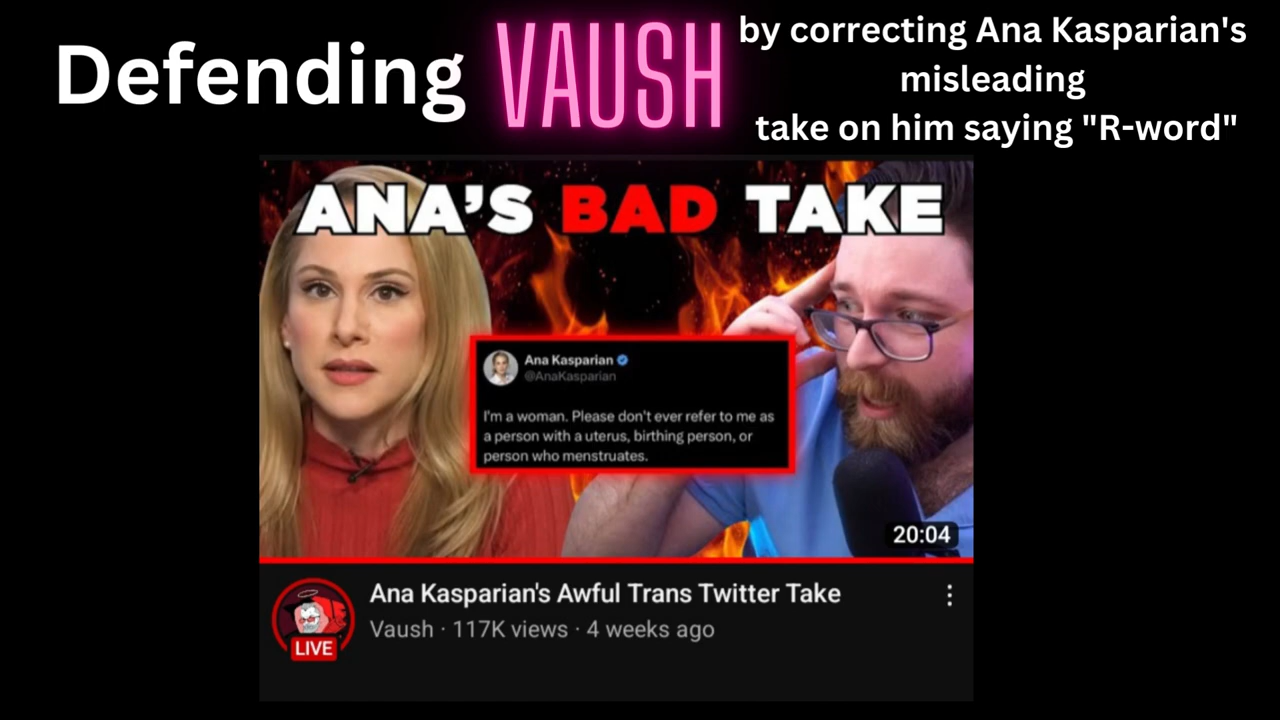 Defending
VAUSH
by correcting Ana Kasparian's
misleading
take on him saying "R-word"
ANA'S BAD TAKE
Ana Kasparian
@AnaKasparian
I'm a woman. Please don't ever refer to me as
a person with a uterus, birthing person, or
person who menstruates.
20:04
Ana Kasparian's Awful Trans Twitter Take
Vaush · 117K views · 4 weeks ago
LIVE